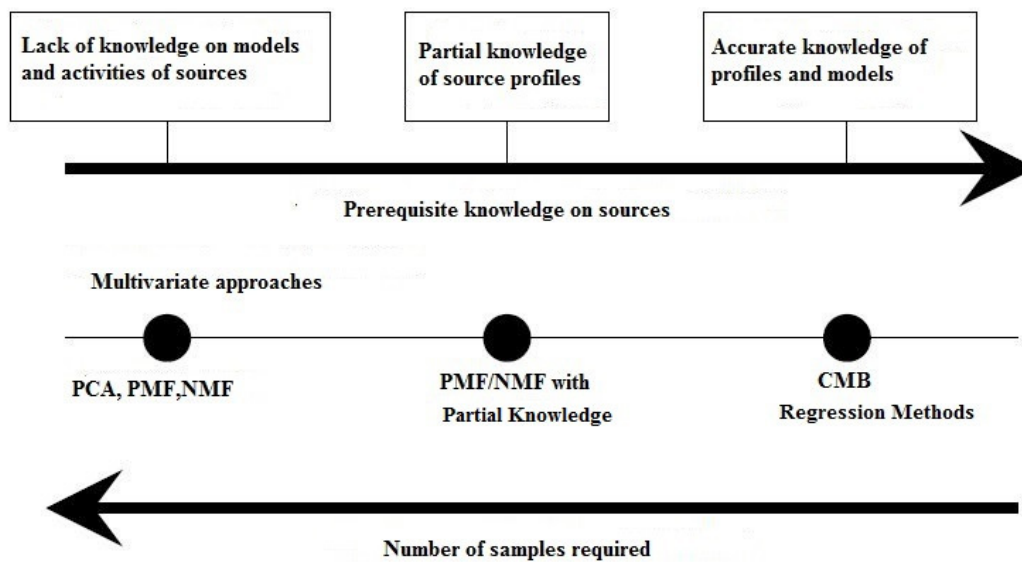 Lack of knowledge on models
and activities of sources
Partial knowledge
of source profiles
Accurate knowledge of
profiles and models
Prerequisite knowledge on sources
Multivariate approaches
PCA, PMF,NMF
PMF/NMF with
Partial Knowledge
CMB
Regression Methods
Number of samples required